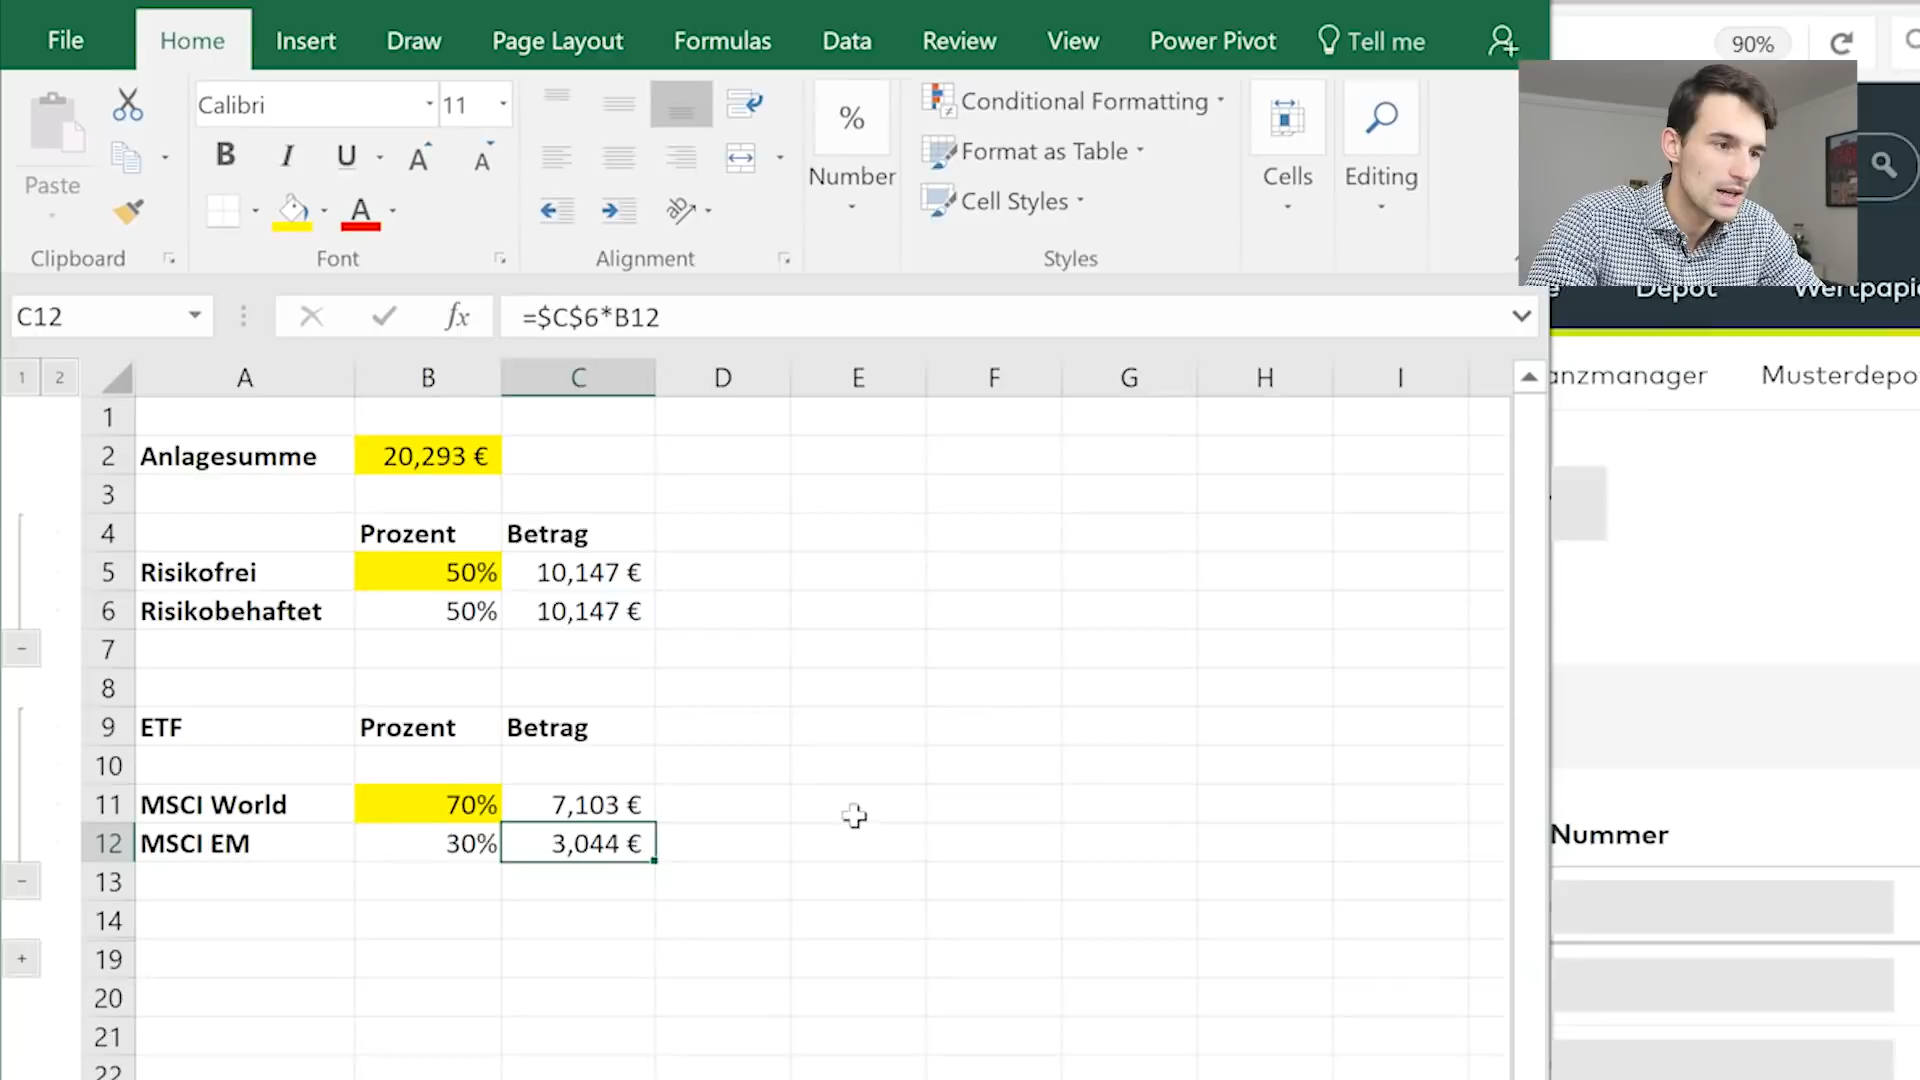 File Home Insert Draw Page Layout Formulas Data Review View Power Pivot Tell me
90%
Calibri 11
Conditional Formatting
Format as Table
Cell Styles
Paste
B I U A A
A
%
Number
Cells
Editing
Clipboard Font Alignment Styles
Depot
C12 fx =$C$6*B12
1 2
A B C D E F G H I
anzmanager Musterdepo
1
2 Anlagesumme 20,293 €
3
4 Prozent Betrag
5 Risikofrei 50% 10,147 €
6 Risikobehaftet 50% 10,147 €
7
8
9 ETF Prozent Betrag
10
11 MSCI World 70% 7,103 €
12 MSCI EM 30% 3,044 €
Nummer
13
14
19
20
21
22